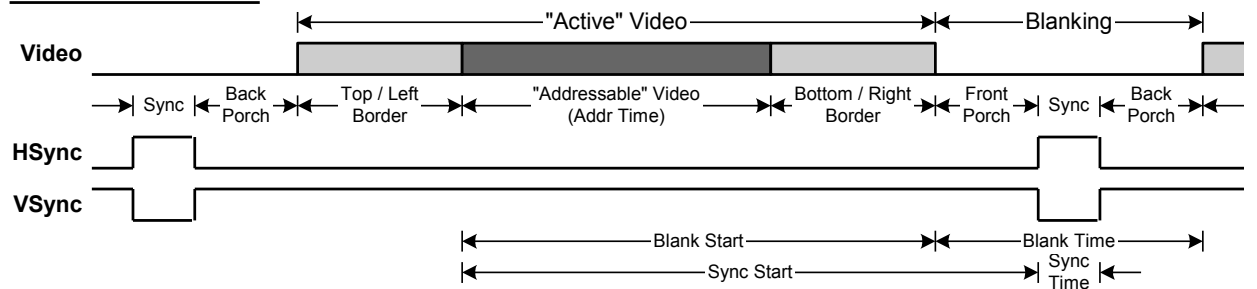 "Active" Video
Blanking
Video
Sync
Back Porch
Top / Left Border
"Addressable" Video
(Addr Time)
Bottom / Right Border
Front Porch
Sync
Back Porch
HSync
VSync
Blank Start
Blank Time
Sync Start
Sync Time